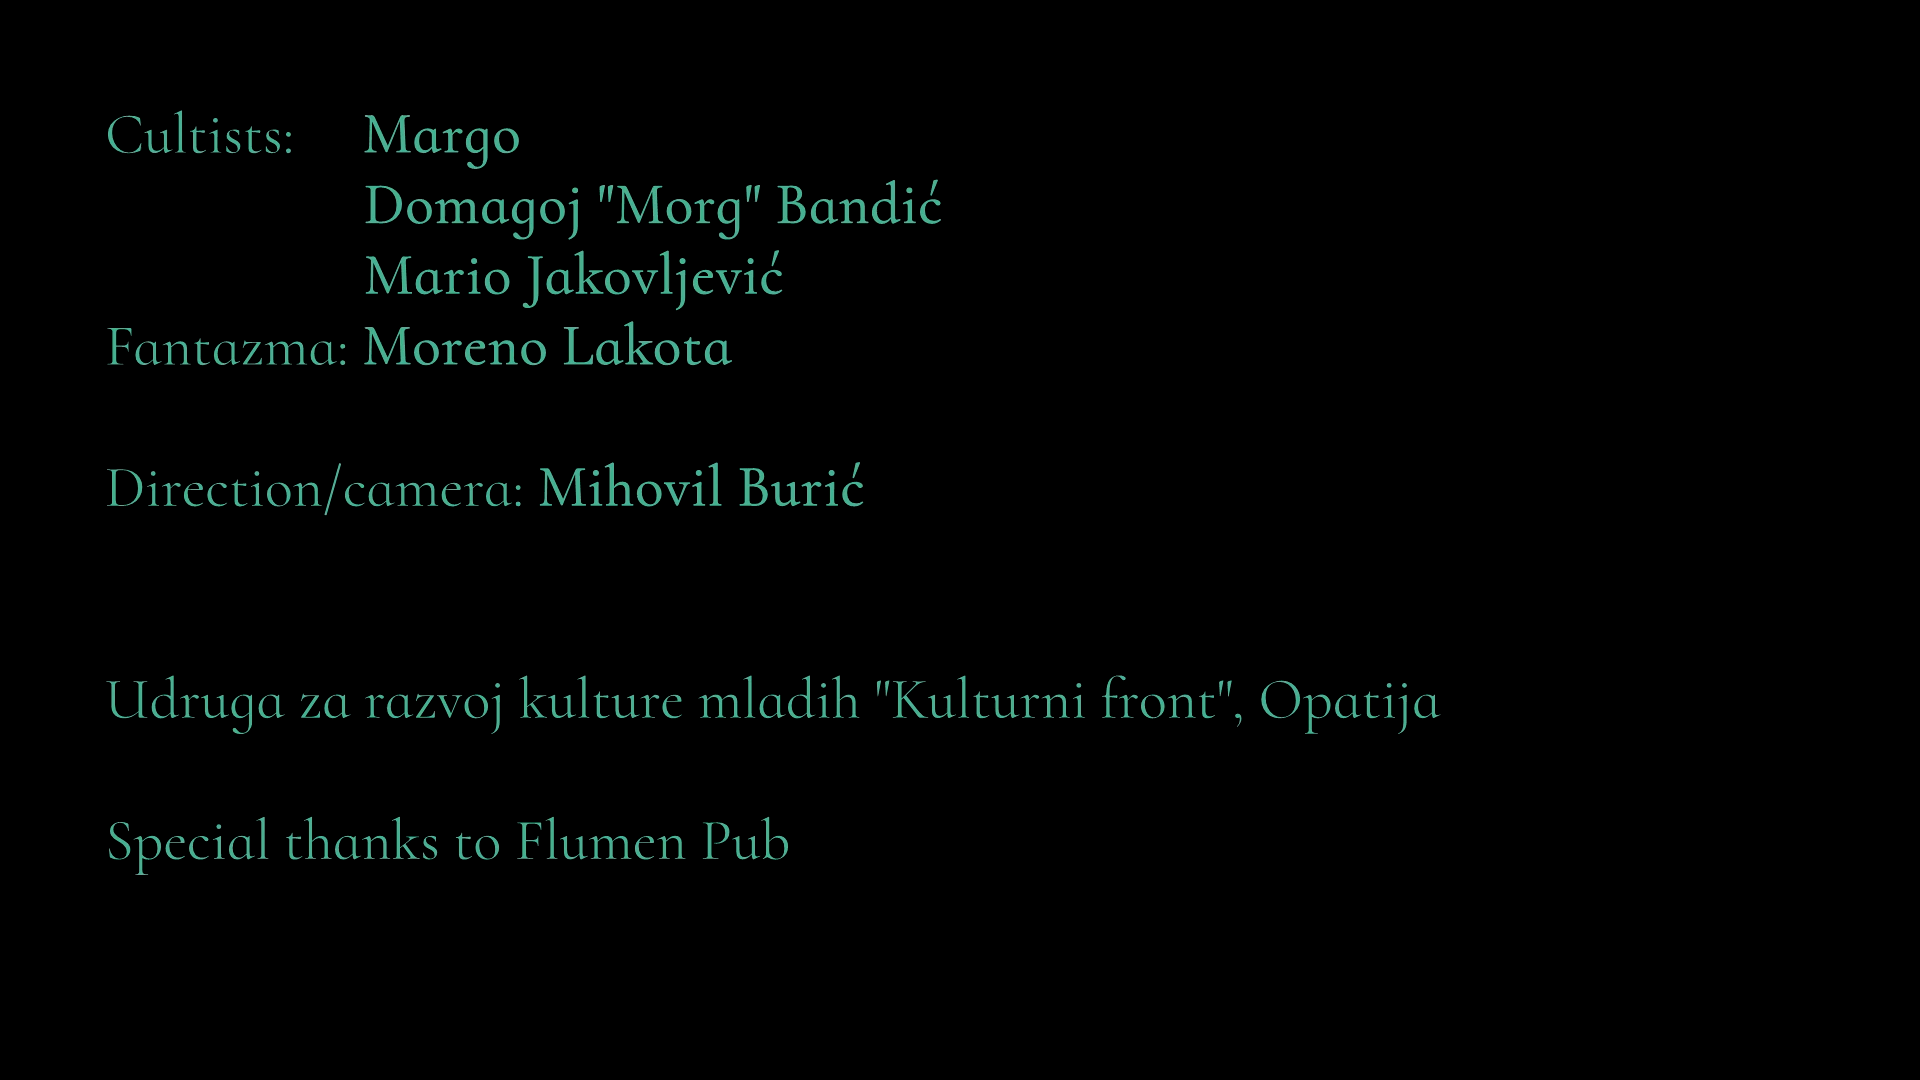 Cultists: Margo
Domagoj "Morg" Bandić
Mario Jakovljević
Fantazma: Moreno Lakota
Direction/camera: Mihovil Burić
Udruga za razvoj kulture mladih "Kulturni front", Opatija
Special thanks to Flumen Pub